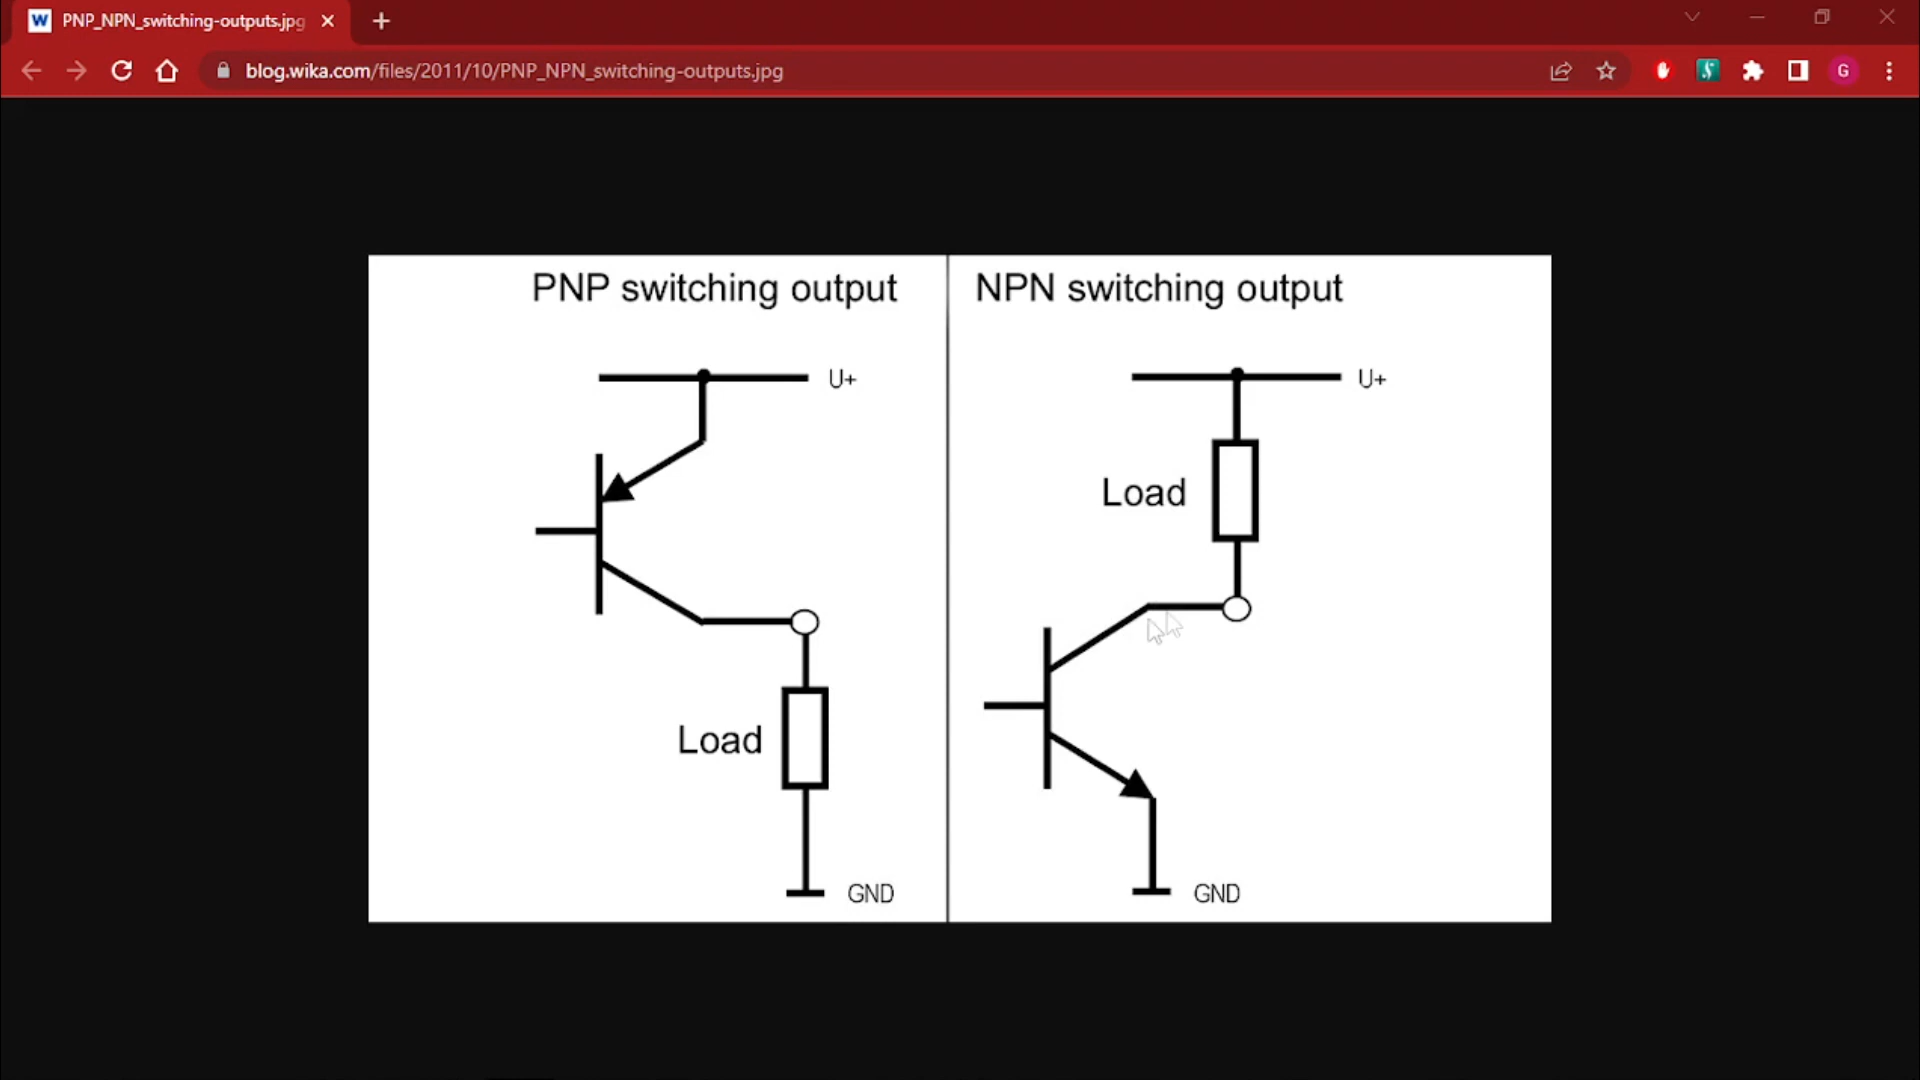 PNP_NPN_switching-outputs.jpg
blog.wika.com/files/2011/10/PNP_NPN_switching-outputs.jpg
G
PNP switching output
U+
Load
GND
NPN switching output
U+
Load
GND